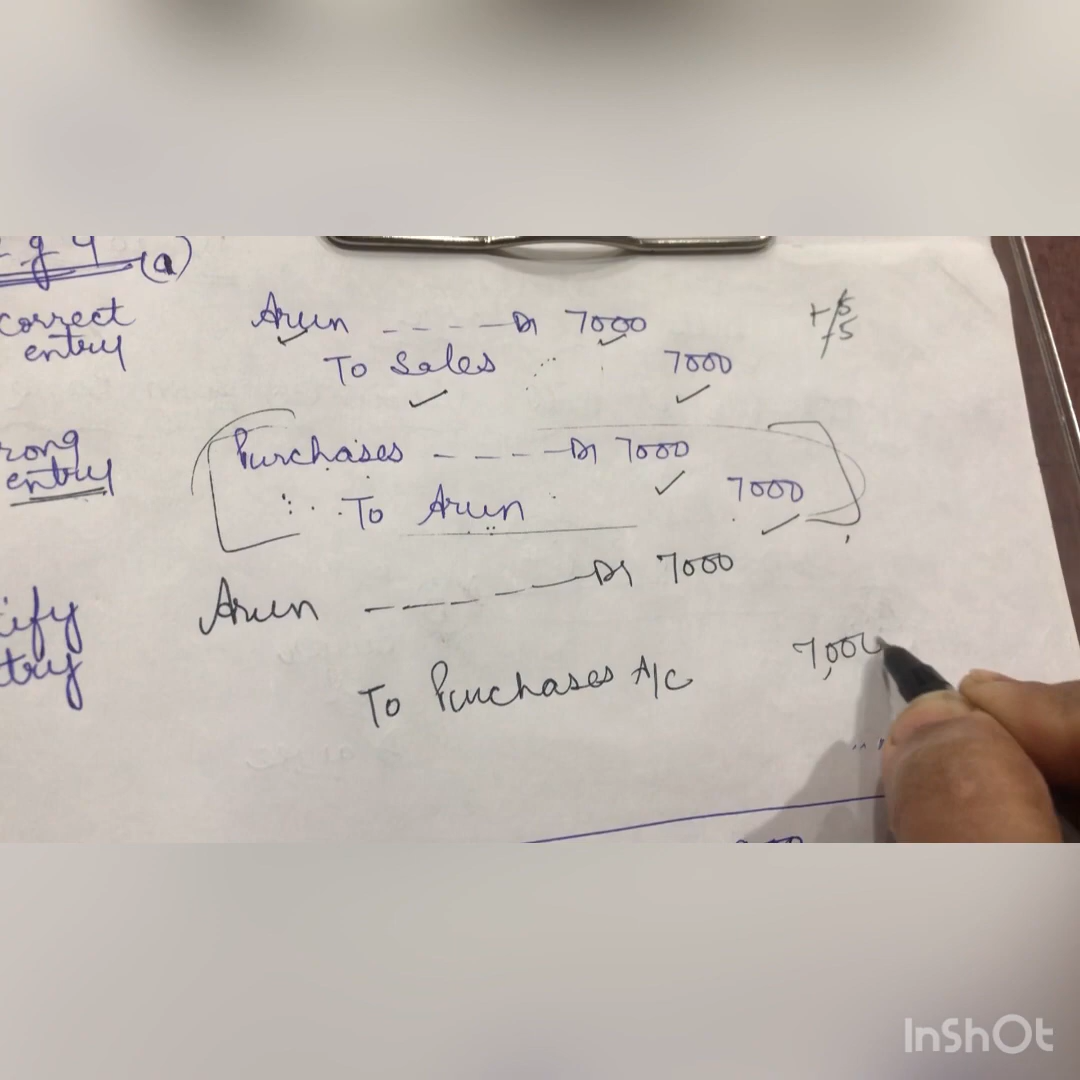 g 4 (a)
correct Arun ----- Dr 7000
entry To Sales 7000
rong Purchases ---- Dr 7000
entry To Arun 7000
Arun ---- Dr 7000
ify
try To Purchases A/c 7,000
InShOt